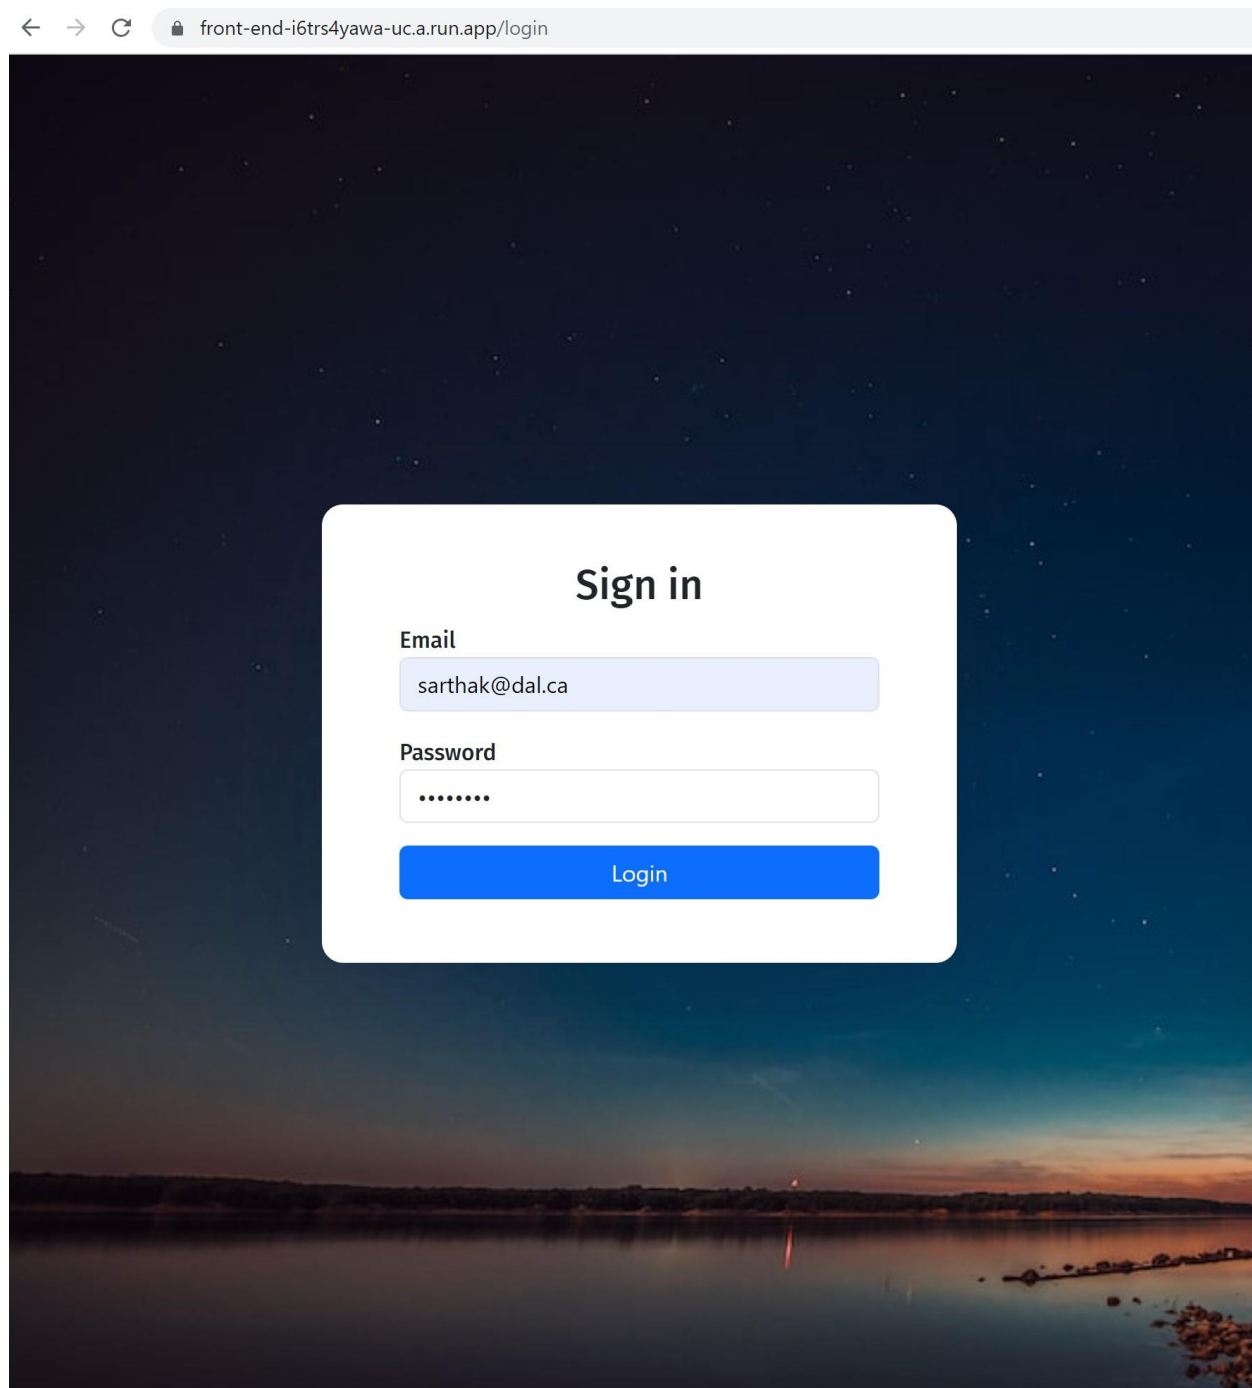 front-end-i6trs4yawa-uc.a.run.app/login
Sign in
Email
sarthak@dal.ca
Password
••••••••
Login